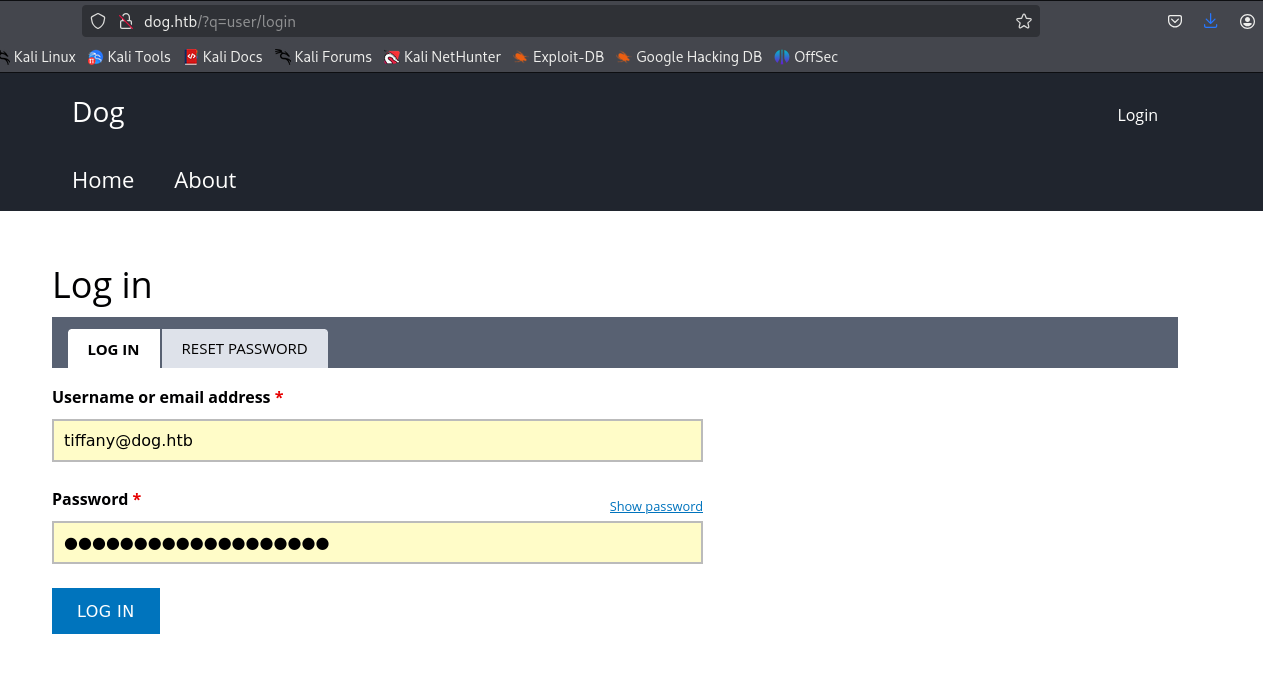 dog.htb/?q=user/login
Kali Linux Kali Tools Kali Docs Kali Forums Kali NetHunter Exploit-DB Google Hacking DB OffSec
Dog
Login
Home About
Log in
LOG IN RESET PASSWORD
Username or email address *
tiffany@dog.htb
Password *
Show password
●●●●●●●●●●●●●●●●●●●
LOG IN